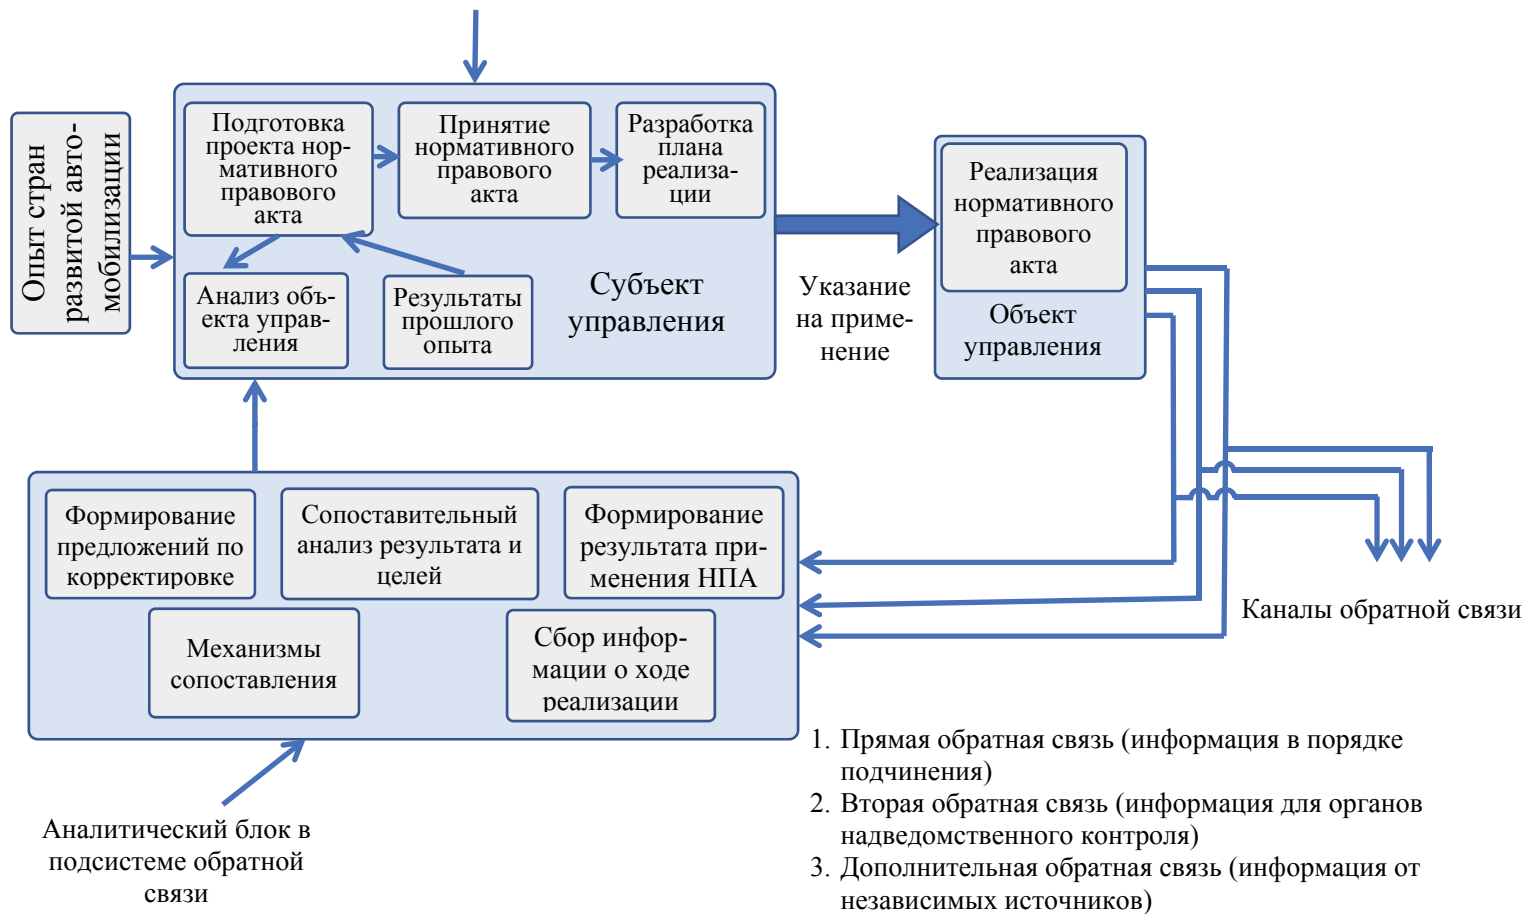 Опыт стран
развитой авто-
мобилизации
Подготовка
проекта нор-
мативного
правового
акта
Принятие
нормативного
правового
акта
Разработка
плана
реализа-
ции
Анализ объ-
екта управ-
ления
Результаты
прошлого
опыта
Субъект
управления
Указание
на приме-
нение
Реализация
нормативного
правового
акта
Объект
управления
Формирование
предложений по
корректировке
Сопоставительный
анализ результата и
целей
Формирование
результата при-
менения НПА
Механизмы
сопоставления
Сбор инфор-
мации о ходе
реализации
Каналы обратной связи
Аналитический блок в
подсистеме обратной
связи
1. Прямая обратная связь (информация в порядке
подчинения)
2. Вторая обратная связь (информация для органов
надведомственного контроля)
3. Дополнительная обратная связь (информация от
независимых источников)